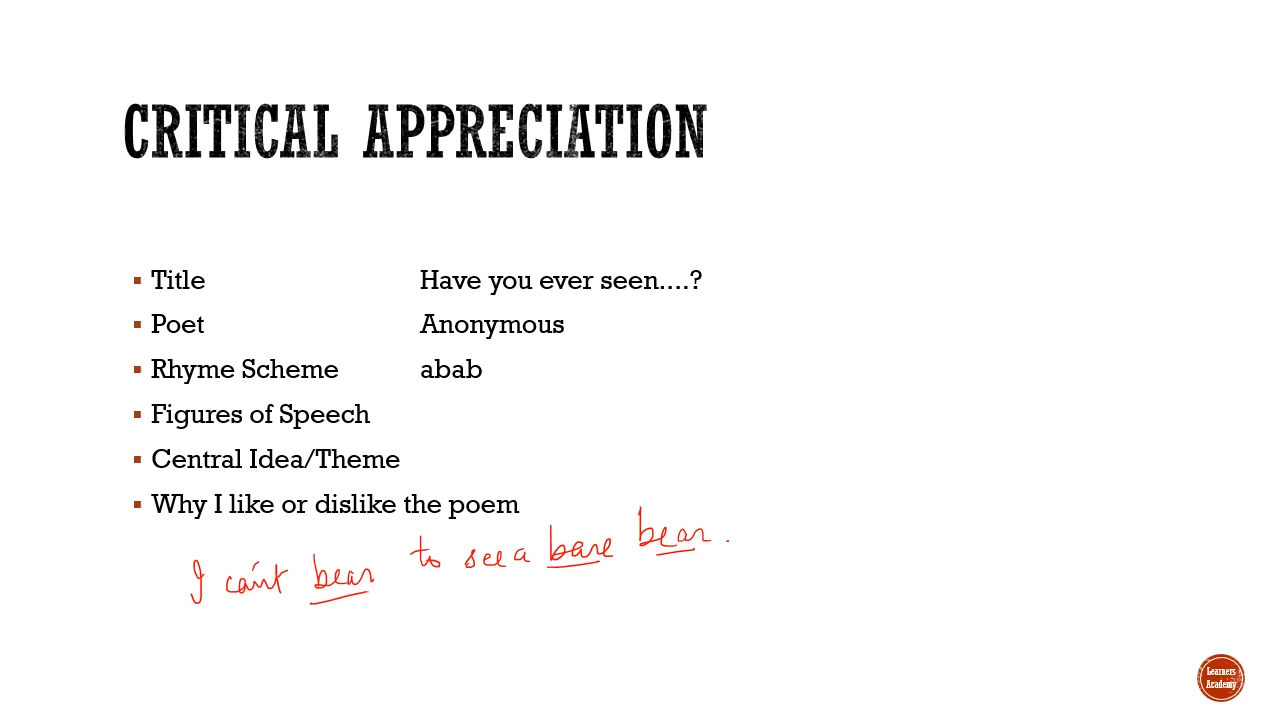 CRITICAL APPRECIATION
▪ Title Have you ever seen....?
▪ Poet Anonymous
▪ Rhyme Scheme abab
▪ Figures of Speech
▪ Central Idea/Theme
▪ Why I like or dislike the poem
I can't bear to see a bare bear.
Learners
Academy